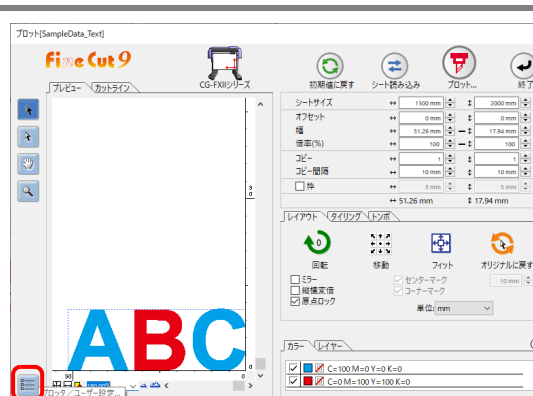 プロット[SampleData_Text]
FineCut 9
CG-FXIIシリーズ
初期値に戻す
シート読み込み
プロット...
終了
プレビュー
カットライン
シートサイズ
1300 mm
2000 mm
オフセット
0 mm
0 mm
幅
51.26 mm
17.94 mm
倍率(%)
100
100
コピー
1
1
コピー間隔
10 mm
10 mm
枠
5 mm
5 mm
51.26 mm
17.94 mm
レイアウト
タイリング
トンボ
0
回転
移動
フィット
オリジナルに戻す
ミラー
センターマーク
10 mm
縦横変倍
コーナーマーク
原点ロック
単位: mm
ABC
カラー
レイヤー
C=100 M=0 Y=0 K=0
C=0 M=100 Y=100 K=0
50
0
プロッタ／ユーザー設定...